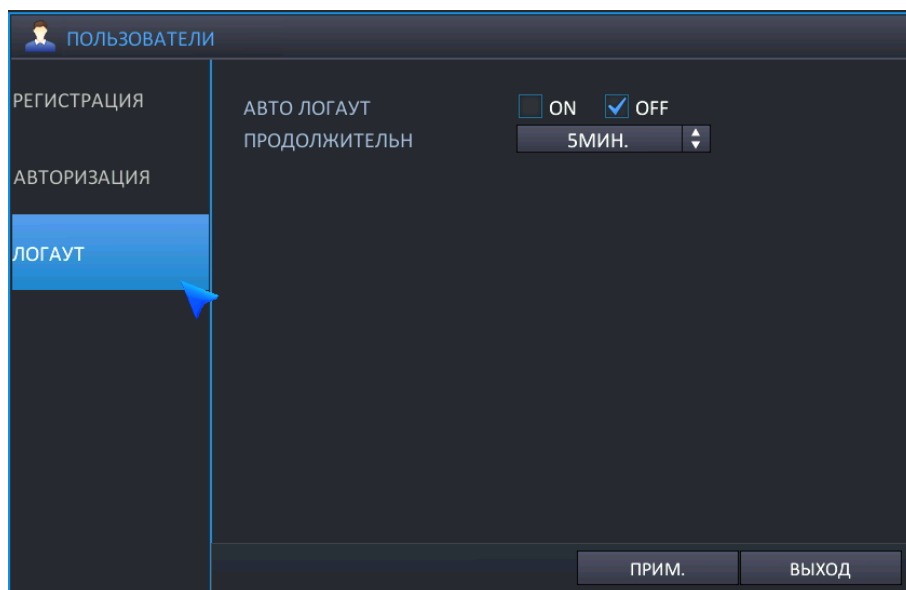 ПОЛЬЗОВАТЕЛИ
РЕГИСТРАЦИЯ
АВТОРИЗАЦИЯ
ЛОГАУТ
АВТО ЛОГАУТ ON OFF
ПРОДОЛЖИТЕЛЬН 5МИН.
ПРИМ. ВЫХОД